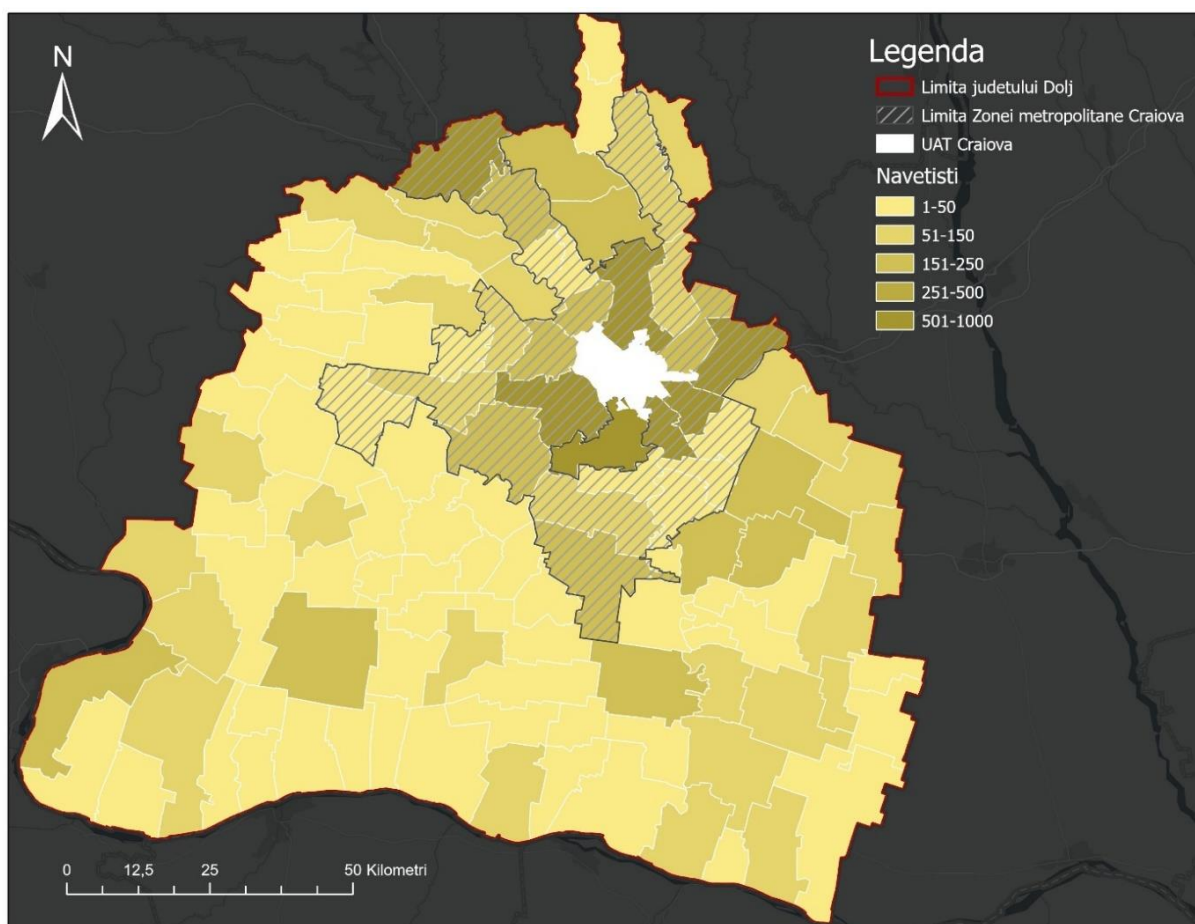 N
Legenda
Limita judetului Dolj
Limita Zonei metropolitane Craiova
UAT Craiova
Navetisti
1-50
51-150
151-250
251-500
501-1000
0 12,5 25 50 Kilometri